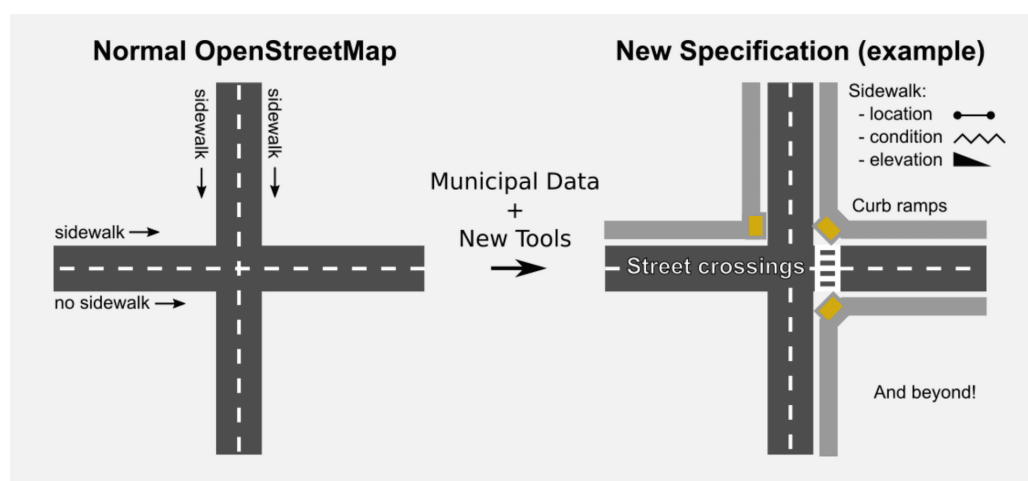 Normal OpenStreetMap
sidewalk
sidewalk
sidewalk
no sidewalk
Municipal Data
+
New Tools
New Specification (example)
Sidewalk:
- location
- condition
- elevation
Curb ramps
Street crossings
And beyond!